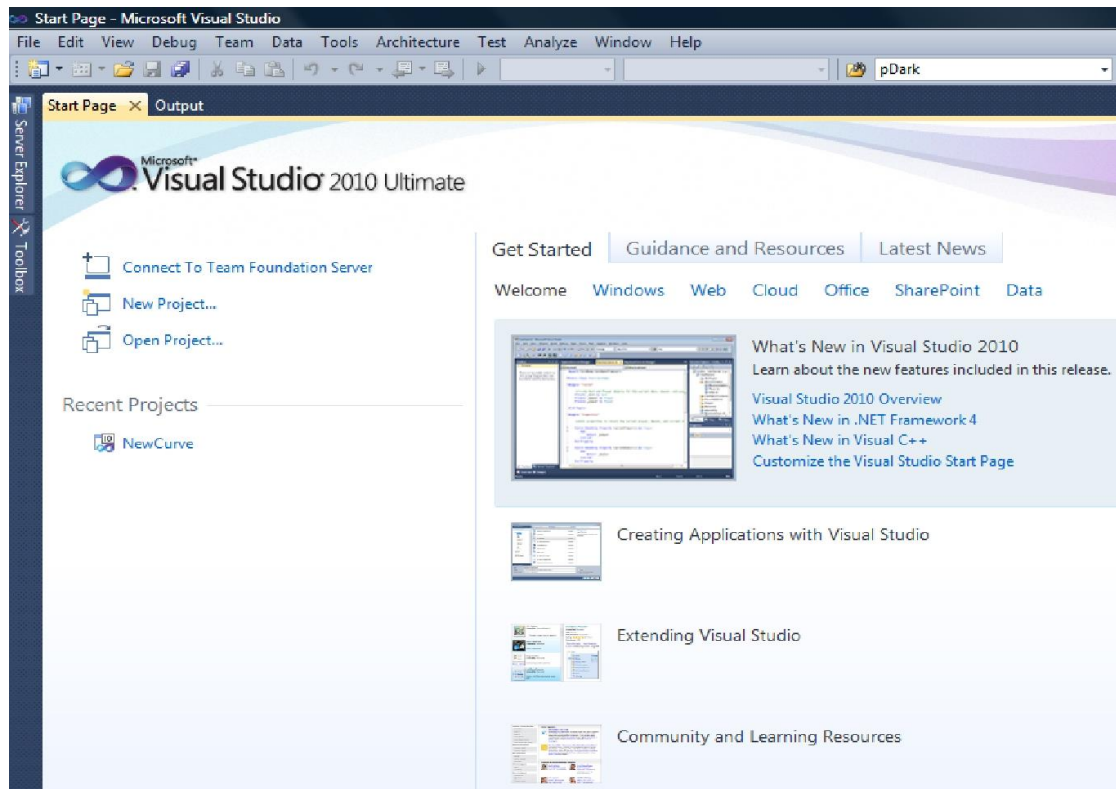 Start Page - Microsoft Visual Studio
File Edit View Debug Team Data Tools Architecture Test Analyze Window Help
pDark
Start Page Output
Server Explorer
Toolbox
Microsoft
Visual Studio 2010 Ultimate
Connect To Team Foundation Server
New Project...
Open Project...
Recent Projects
NewCurve
Get Started Guidance and Resources Latest News
Welcome Windows Web Cloud Office SharePoint Data
What's New in Visual Studio 2010
Learn about the new features included in this release.
Visual Studio 2010 Overview
What's New in .NET Framework 4
What's New in Visual C++
Customize the Visual Studio Start Page
Creating Applications with Visual Studio
Extending Visual Studio
Community and Learning Resources